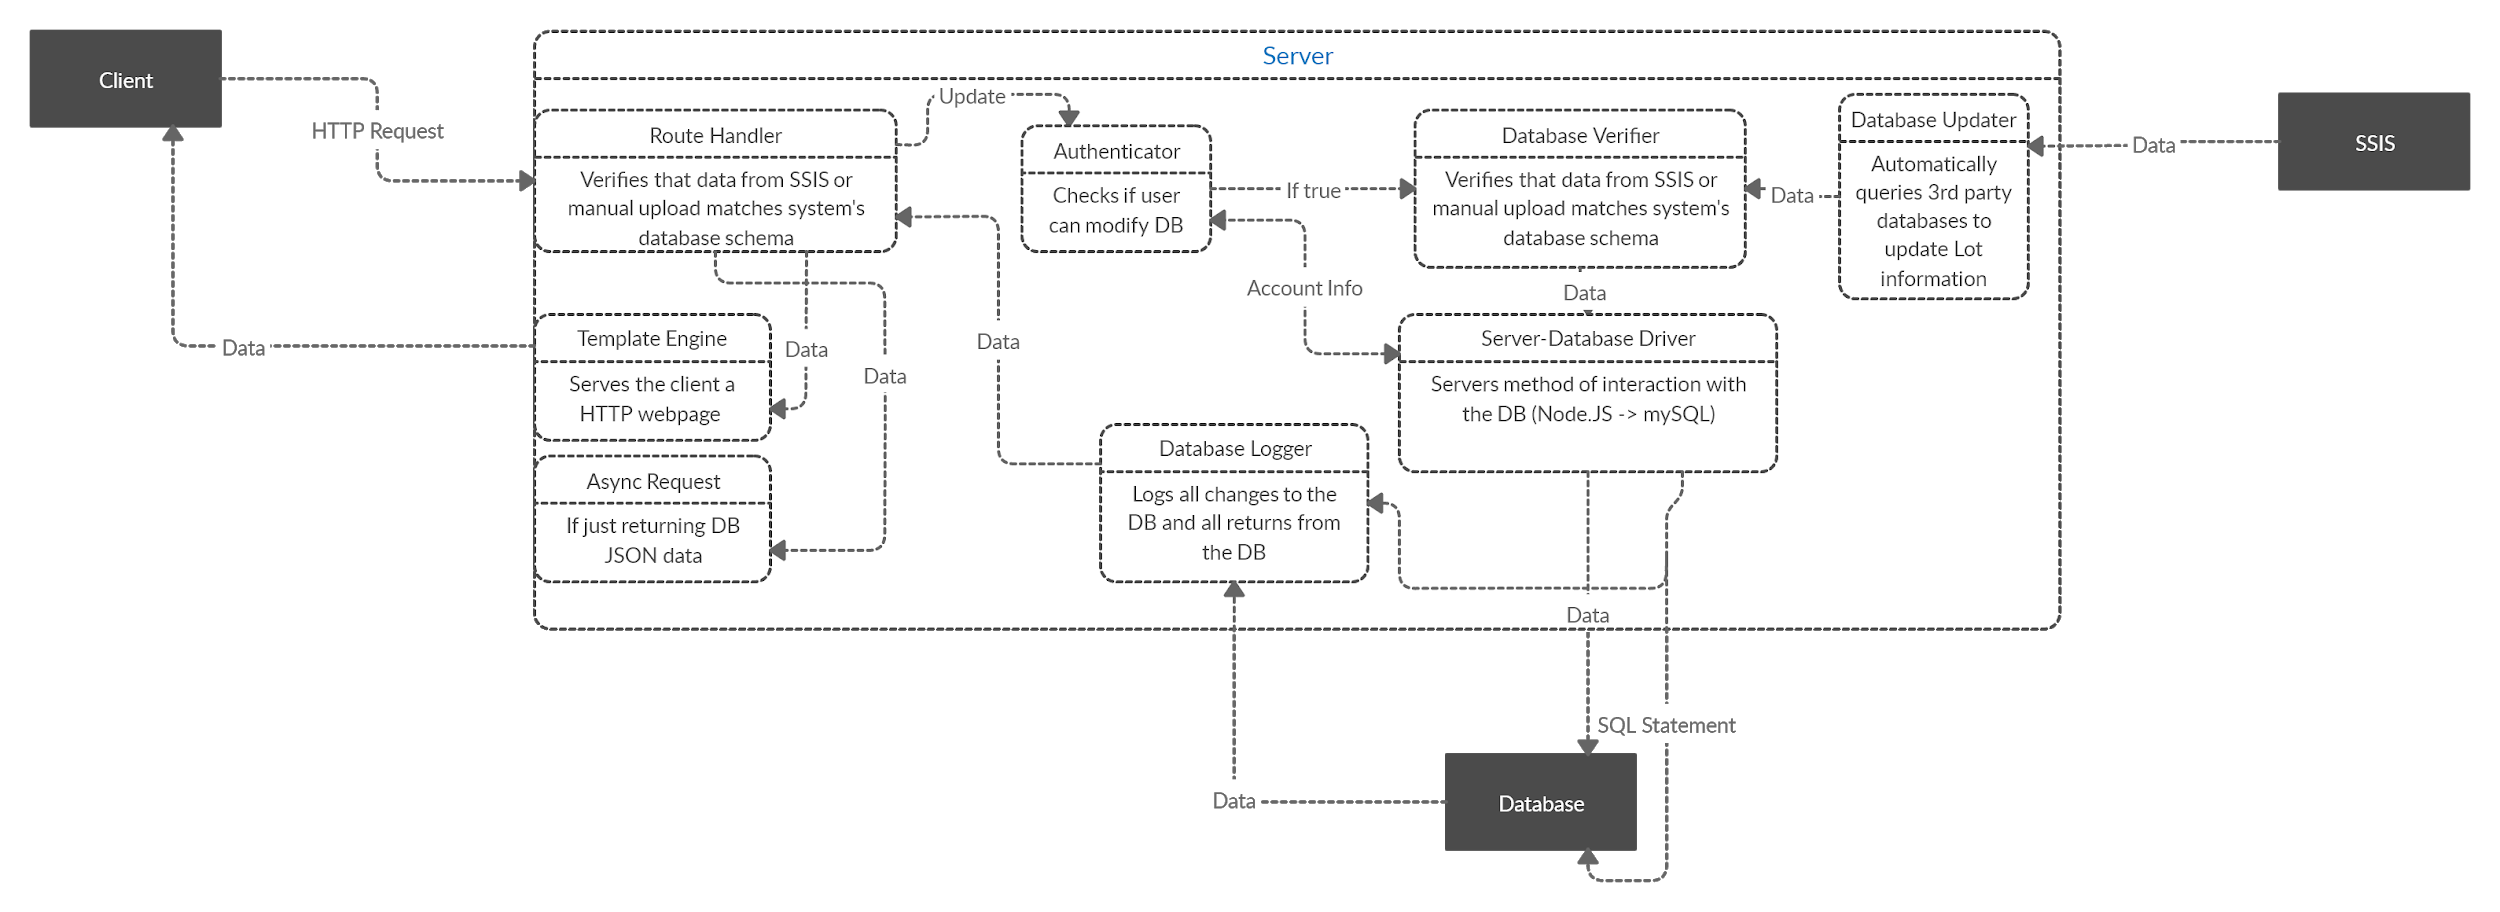 Server
Client
HTTP Request
Data
Route Handler
Verifies that data from SSIS or
manual upload matches system's
database schema
Update
Authenticator
Checks if user
can modify DB
If true
Account Info
Database Verifier
Verifies that data from SSIS or
manual upload matches system's
database schema
Data
Database Updater
Automatically
queries 3rd party
databases to
update Lot
information
Data
SSIS
Data
Template Engine
Serves the client a
HTTP webpage
Data
Data
Data
Async Request
If just returning DB
JSON data
Server-Database Driver
Servers method of interaction with
the DB (Node.JS -> mySQL)
Database Logger
Logs all changes to the
DB and all returns from
the DB
Data
SQL Statement
Data
Database